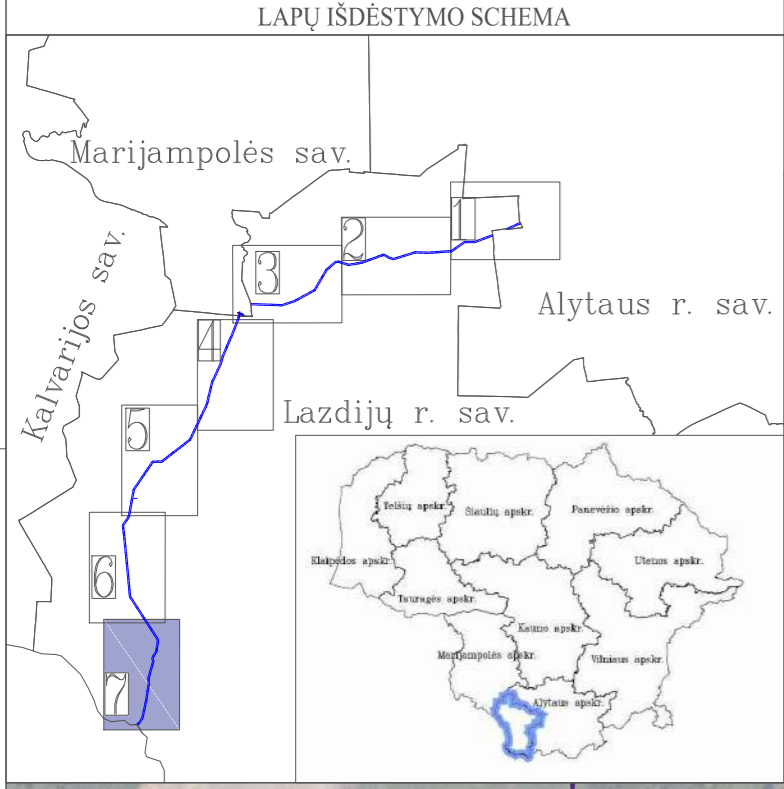 LAPŲ IŠDĖSTYMO SCHEMA
Marijampolės sav.
Kalvarijos sav.
Alytaus r. sav.
Lazdijų r. sav.
1
2
3
4
5
6
7
Telšių apskr.
Šiaulių apskr.
Panevėžio apskr.
Klaipėdos apskr.
Utenos apskr.
Tauragės apskr.
Kauno apskr.
Marijampolės apskr.
Vilniaus apskr.
Alytaus apskr.